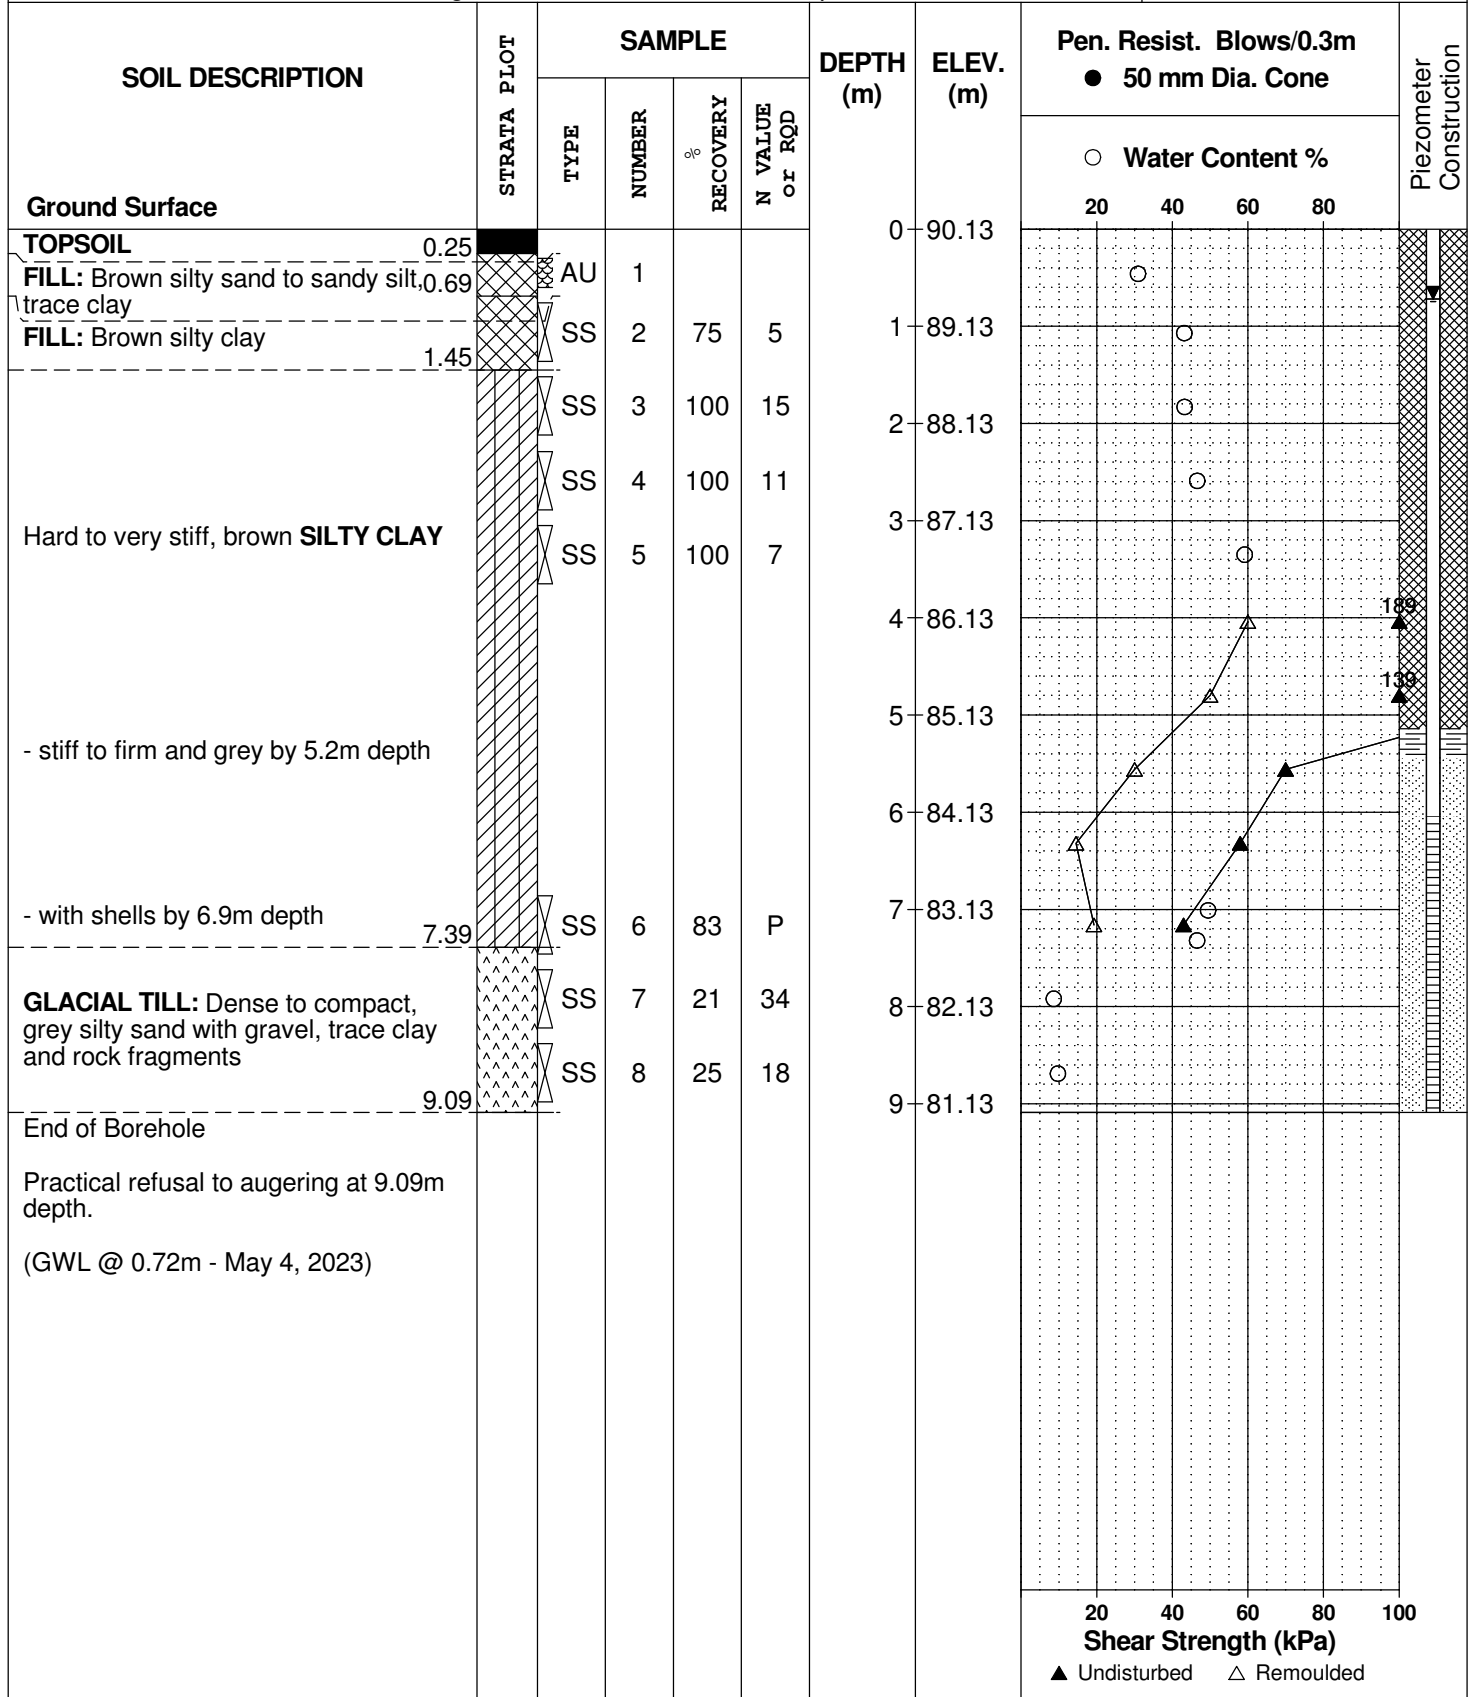 SOIL DESCRIPTION
Ground Surface
STRATA PLOT
SAMPLE
TYPE
NUMBER
% RECOVERY
N VALUE or RQD
DEPTH (m)
ELEV. (m)
Pen. Resist. Blows/0.3m
● 50 mm Dia. Cone
○ Water Content %
20 40 60 80
Piezometer Construction
0 90.13
TOPSOIL 0.25
FILL: Brown silty sand to sandy silt, 0.69
trace clay
AU 1
FILL: Brown silty clay
1.45
SS 2 75 5
1 89.13
SS 3 100 15
2 88.13
SS 4 100 11
3 87.13
Hard to very stiff, brown SILTY CLAY
SS 5 100 7
189
4 86.13
139
5 85.13
- stiff to firm and grey by 5.2m depth
6 84.13
- with shells by 6.9m depth
7.39
SS 6 83 P
7 83.13
GLACIAL TILL: Dense to compact,
grey silty sand with gravel, trace clay
and rock fragments
SS 7 21 34
8 82.13
SS 8 25 18
9.09
9 81.13
End of Borehole
Practical refusal to augering at 9.09m
depth.
(GWL @ 0.72m - May 4, 2023)
20 40 60 80 100
Shear Strength (kPa)
▲ Undisturbed △ Remoulded